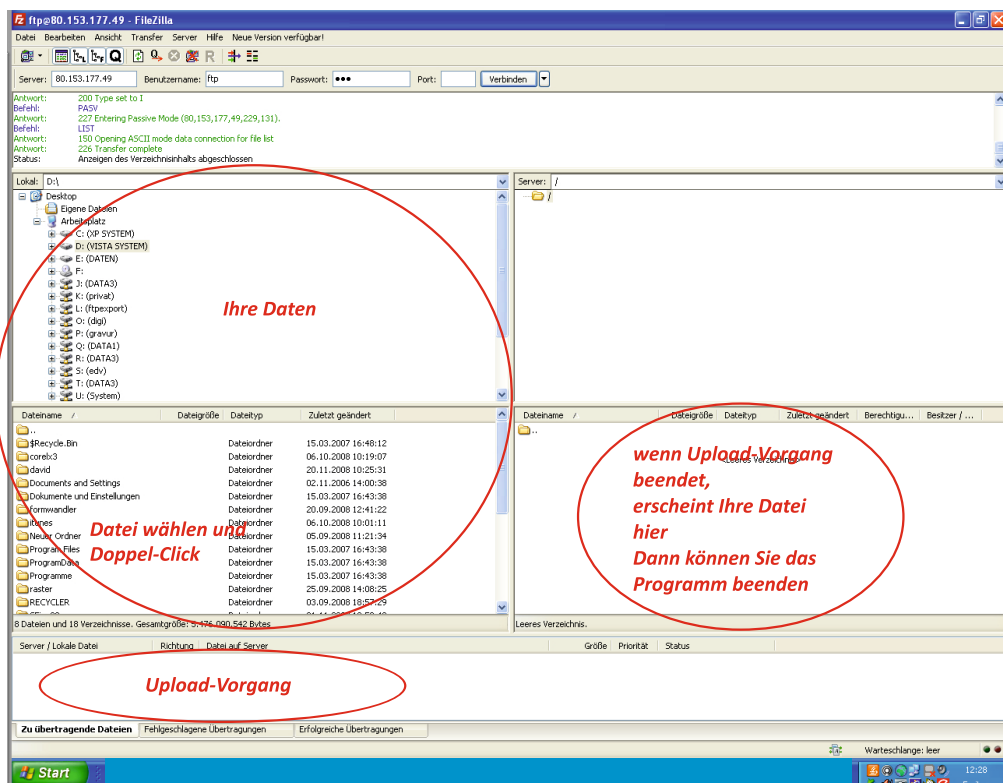 ftp@80.153.177.49 - FileZilla
Datei Bearbeiten Ansicht Transfer Server Hilfe Neue Version verfügbar!
Server: 80.153.177.49 Benutzername: ftp Passwort: ●●● Port: Verbinden
Antwort: 200 Type set to I
Befehl: PASV
Antwort: 227 Entering Passive Mode (80,153,177,49,229,131).
Befehl: LIST
Antwort: 150 Opening ASCII mode data connection for file list
Antwort: 226 Transfer complete
Status: Anzeigen des Verzeichnisinhalts abgeschlossen
Lokal: D:\
Desktop
Eigene Dateien
Arbeitsplatz
C: (XP SYSTEM)
D: (VISTA SYSTEM)
E: (DATEN)
F:
J: (DATA3)
K: (privat)
L: (ftpexport)
O: (digi)
P: (gravur)
Q: (DATA1)
R: (DATA3)
S: (edv)
T: (DATA3)
U: (System)
Ihre Daten
Server: /
/
Dateiname / Dateigröße Dateityp Zuletzt geändert
..
$Recycle.Bin Dateiordner 15.03.2007 16:48:12
corelx3 Dateiordner 06.10.2008 10:19:07
david Dateiordner 20.11.2008 10:25:31
Documents and Settings Dateiordner 02.11.2006 14:00:38
Dokumente und Einstellungen Dateiordner 15.03.2007 16:43:38
formwandler Dateiordner 20.09.2008 12:41:22
itunes Dateiordner 06.10.2008 10:01:11
Neuer Ordner Dateiordner 05.09.2008 11:21:34
Program Files Dateiordner 15.03.2007 16:43:38
ProgramData Dateiordner 15.03.2007 16:43:38
Programme Dateiordner 15.03.2007 16:43:38
raster Dateiordner 25.09.2008 14:08:25
RECYCLER Dateiordner 03.09.2008 18:57:29
Datei wählen und
Doppel-Click
8 Dateien und 18 Verzeichnisse. Gesamtgröße: 5.476.090.542 Bytes
Dateiname / Dateigröße Dateityp Zuletzt geändert Berechtigu... Besitzer / ...
..
<Leeres Verzeichnis>
wenn Upload-Vorgang
beendet,
erscheint Ihre Datei
hier
Dann können Sie das
Programm beenden
Leeres Verzeichnis.
Server / Lokale Datei Richtung Datei auf Server Größe Priorität Status
Upload-Vorgang
Zu übertragende Dateien Fehlgeschlagene Übertragungen Erfolgreiche Übertragungen
Warteschlange: leer
Start
12:28